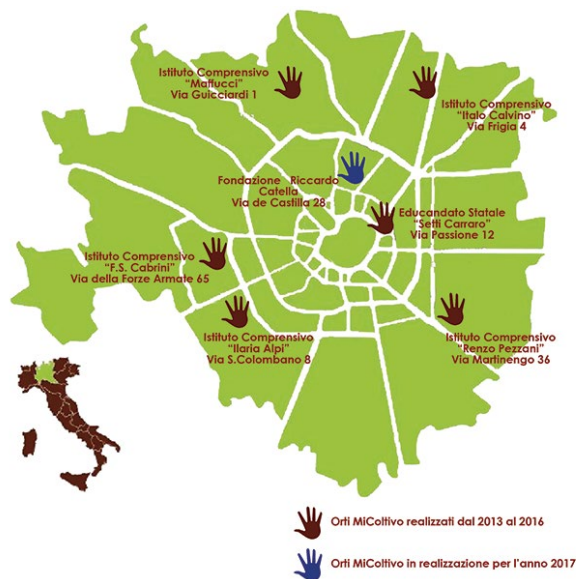 Istituto Comprensivo
"Maffucci"
Via Guicciardi 1
Istituto Comprensivo
"Italo Calvino"
Via Frigia 4
Fondazione Riccardo
Catella
Via de Castilla 28
Educandato Statale
"Setti Carraro"
Via Passione 12
Istituto Comprensivo
"F.S. Cabrini"
Via della Forze Armate 65
Istituto Comprensivo
"Ilaria Alpi"
Via S.Colombano 8
Istituto Comprensivo
"Renzo Pezzani"
Via Martinengo 36
Orti MiColtivo realizzati dal 2013 al 2016
Orti MiColtivo in realizzazione per l'anno 2017